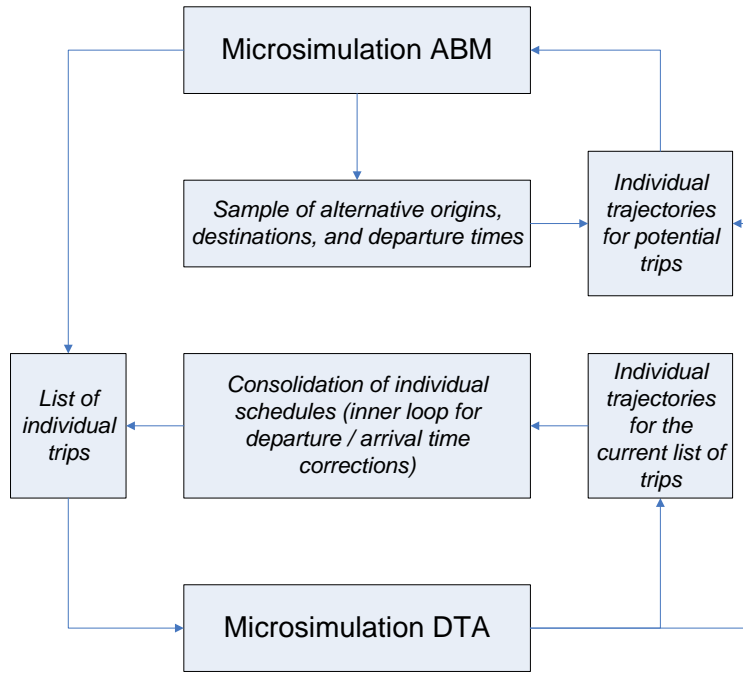 Microsimulation ABM
Sample of alternative origins,
destinations, and departure times
Individual
trajectories
for potential
trips
List of
individual
trips
Consolidation of individual
schedules (inner loop for
departure / arrival time
corrections)
Individual
trajectories
for the
current list of
trips
Microsimulation DTA